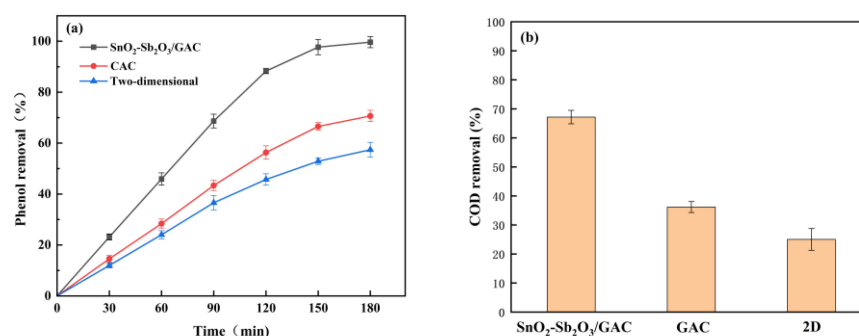 (a)
SnO2-Sb2O3/GAC
CAC
Two-dimensional
Phenol removal（%）
100
80
60
40
20
0
0 30 60 90 120 150 180
Time（min）
(b)
COD removal (%)
100
90
80
70
60
50
40
30
20
10
0
SnO2-Sb2O3/GAC GAC 2D